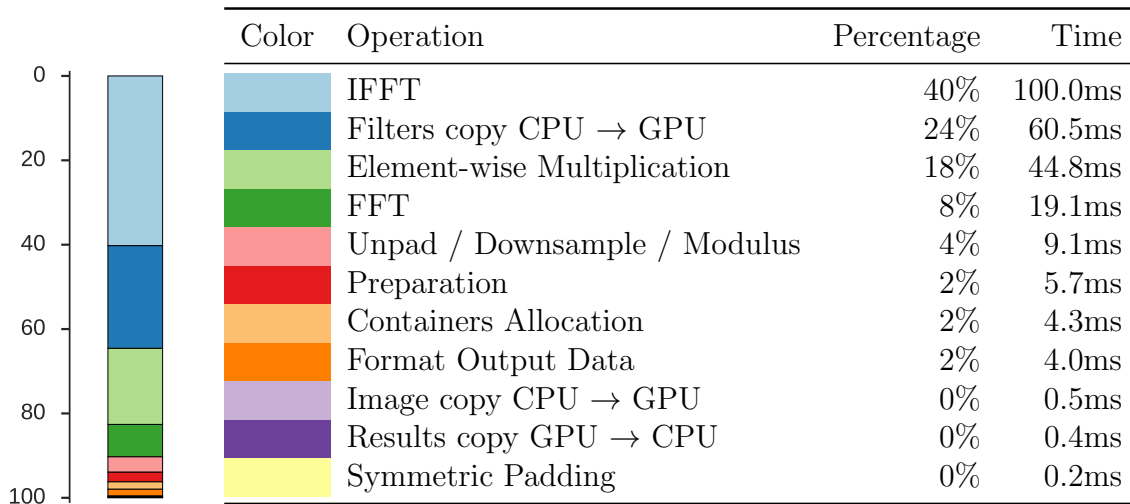 Color Operation Percentage Time
0
IFFT 40% 100.0ms
Filters copy CPU → GPU 24% 60.5ms
20
Element-wise Multiplication 18% 44.8ms
FFT 8% 19.1ms
40
Unpad / Downsample / Modulus 4% 9.1ms
Preparation 2% 5.7ms
Containers Allocation 2% 4.3ms
60
Format Output Data 2% 4.0ms
Image copy CPU → GPU 0% 0.5ms
80
Results copy GPU → CPU 0% 0.4ms
Symmetric Padding 0% 0.2ms
100